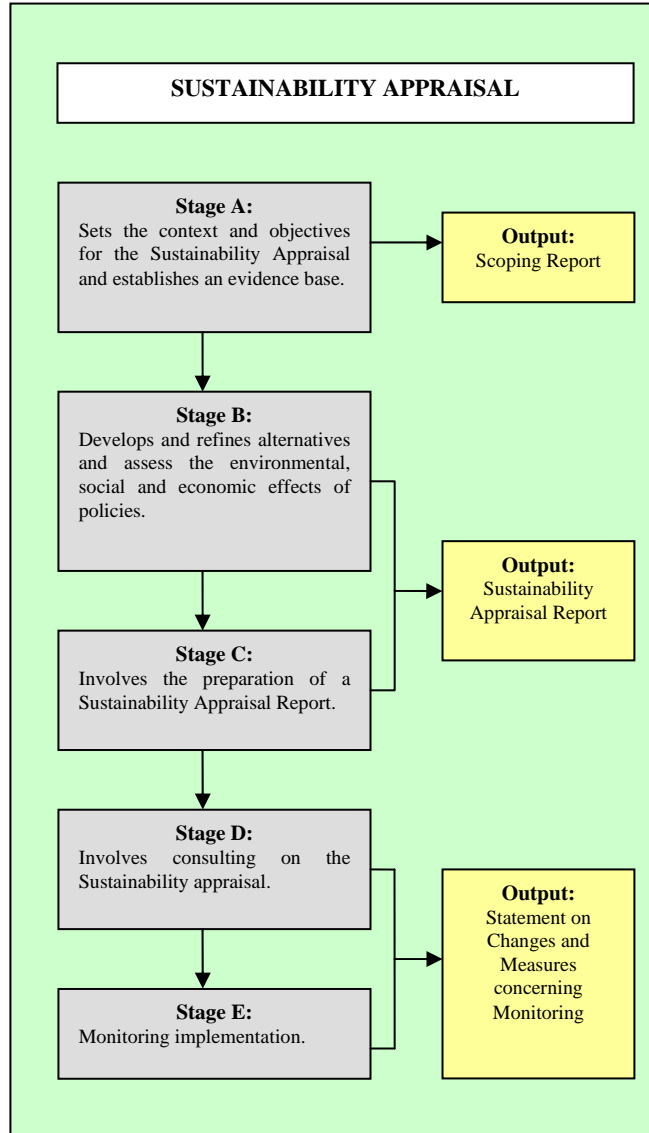 SUSTAINABILITY APPRAISAL
Stage A:
Sets the context and objectives
for the Sustainability Appraisal
and establishes an evidence base.
Output:
Scoping Report
Stage B:
Develops and refines alternatives
and assess the environmental,
social and economic effects of
policies.
Output:
Sustainability
Appraisal Report
Stage C:
Involves the preparation of a
Sustainability Appraisal Report.
Stage D:
Involves consulting on the
Sustainability appraisal.
Output:
Statement on
Changes and
Measures
concerning
Monitoring
Stage E:
Monitoring implementation.